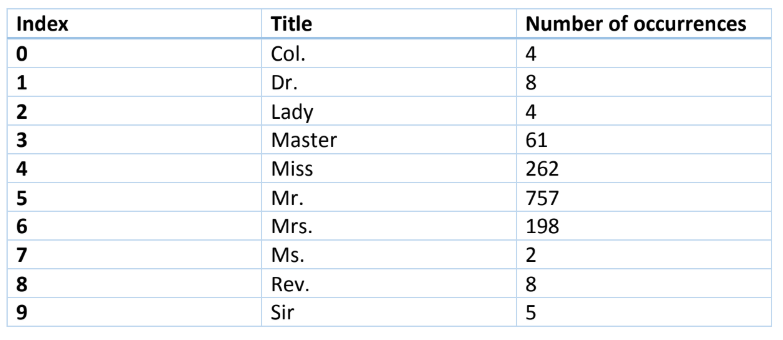 Index Title Number of occurrences
0 Col. 4
1 Dr. 8
2 Lady 4
3 Master 61
4 Miss 262
5 Mr. 757
6 Mrs. 198
7 Ms. 2
8 Rev. 8
9 Sir 5